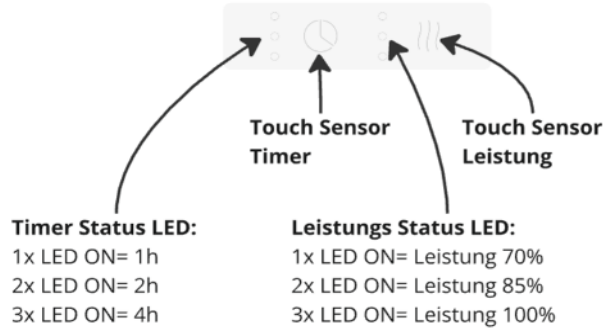 Touch Sensor
Timer
Touch Sensor
Leistung
Timer Status LED:
1x LED ON= 1h
2x LED ON= 2h
3x LED ON= 4h
Leistungs Status LED:
1x LED ON= Leistung 70%
2x LED ON= Leistung 85%
3x LED ON= Leistung 100%